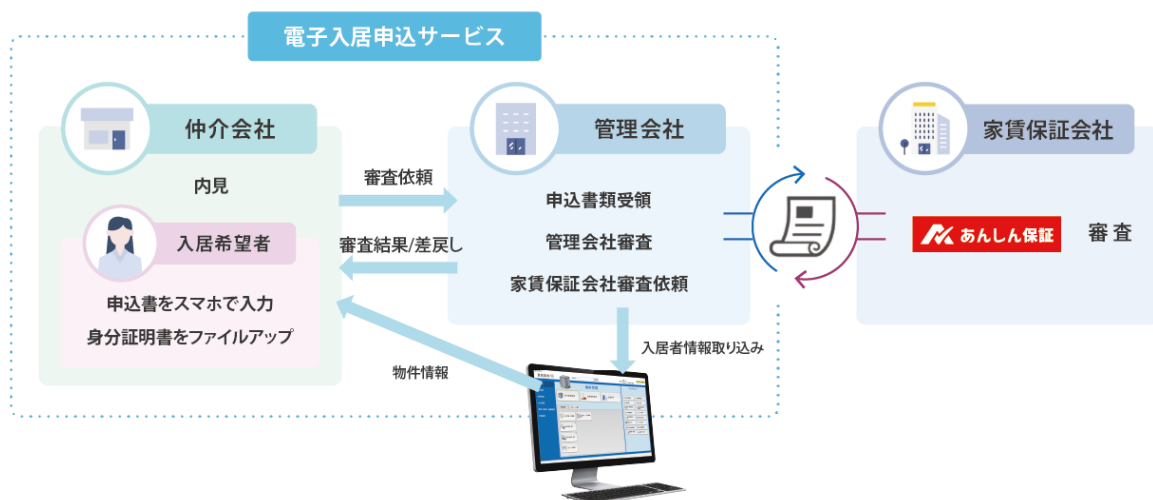 電子入居申込サービス
仲介会社
内見
入居希望者
申込書をスマホで入力
身分証明書をファイルアップ
審査依頼
審査結果/差戻し
管理会社
申込書類受領
管理会社審査
家賃保証会社審査依頼
家賃保証会社
あんしん保証
審査
入居者情報取り込み
物件情報